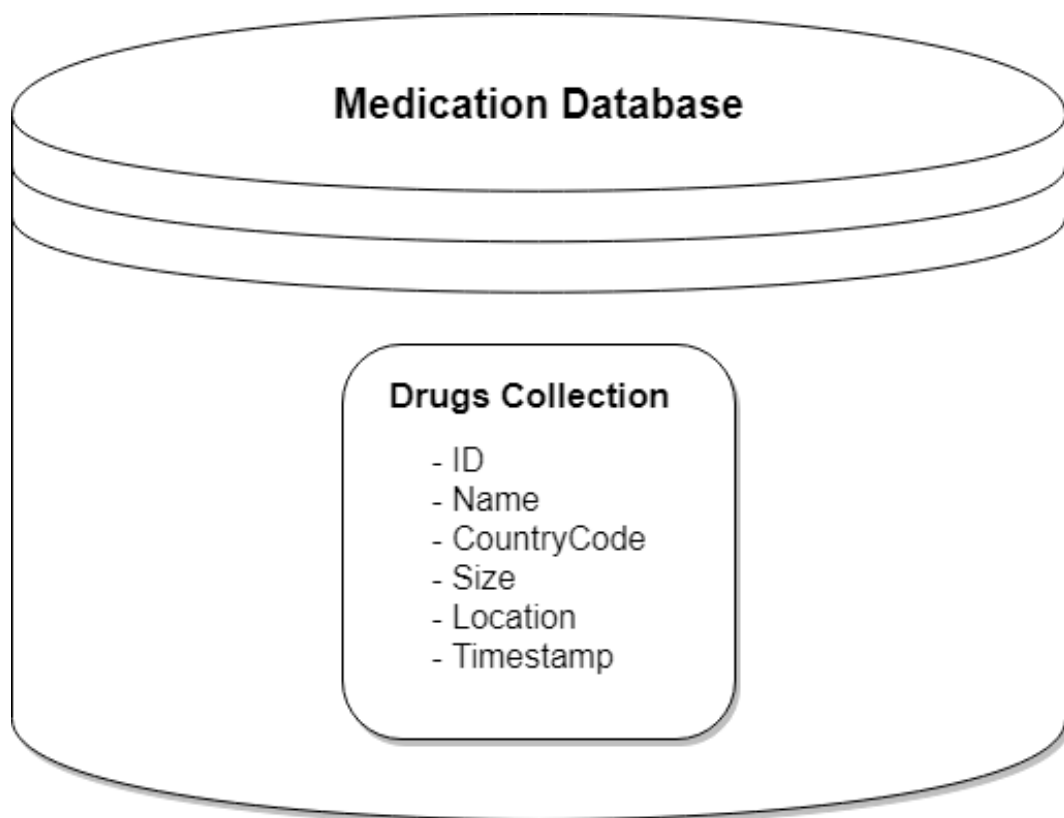 Medication Database
Drugs Collection
- ID
- Name
- CountryCode
- Size
- Location
- Timestamp